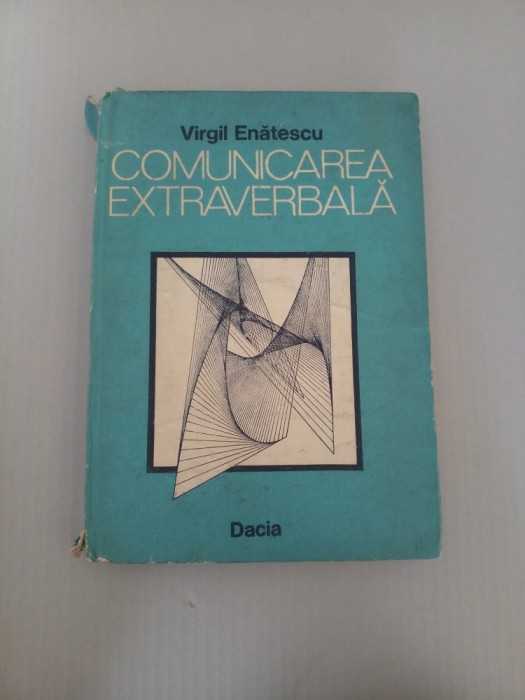 Virgil Enătescu
COMUNICAREA
EXTRAVERBALĂ
Dacia